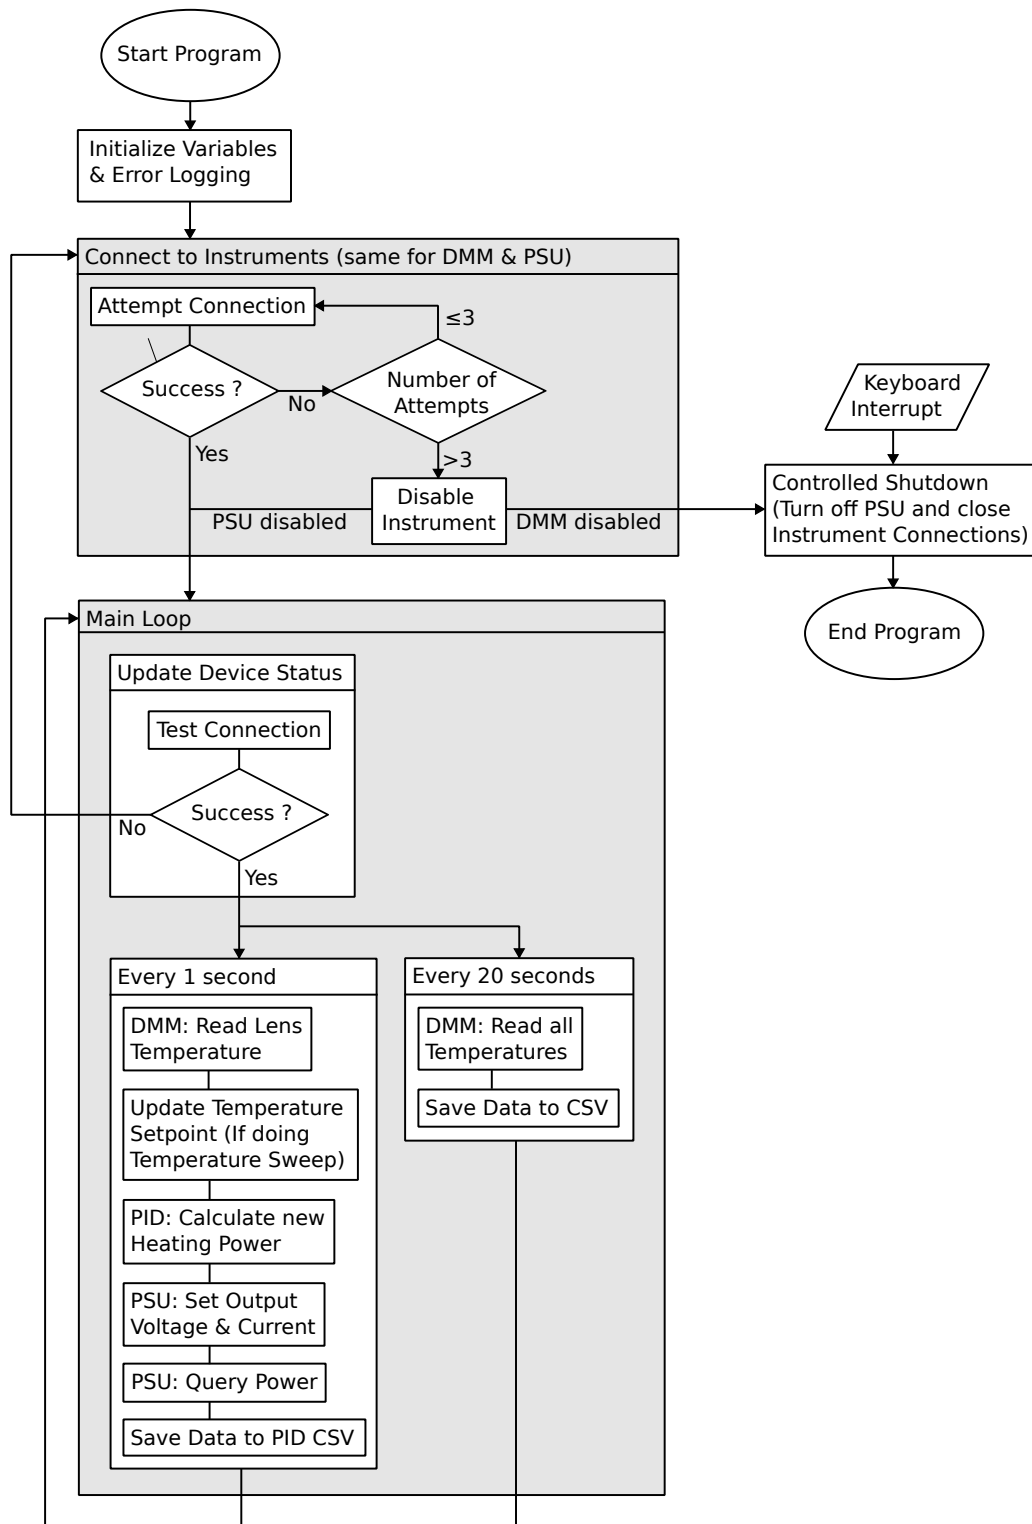 Start Program
Initialize Variables
& Error Logging
Connect to Instruments (same for DMM & PSU)
Attempt Connection
≤3
Success ?
No
Number of
Attempts
Yes
>3
PSU disabled
Disable
Instrument
DMM disabled
Keyboard
Interrupt
Controlled Shutdown
(Turn off PSU and close
Instrument Connections)
End Program
Main Loop
Update Device Status
Test Connection
Success ?
No
Yes
Every 1 second
DMM: Read Lens
Temperature
Update Temperature
Setpoint (If doing
Temperature Sweep)
PID: Calculate new
Heating Power
PSU: Set Output
Voltage & Current
PSU: Query Power
Save Data to PID CSV
Every 20 seconds
DMM: Read all
Temperatures
Save Data to CSV